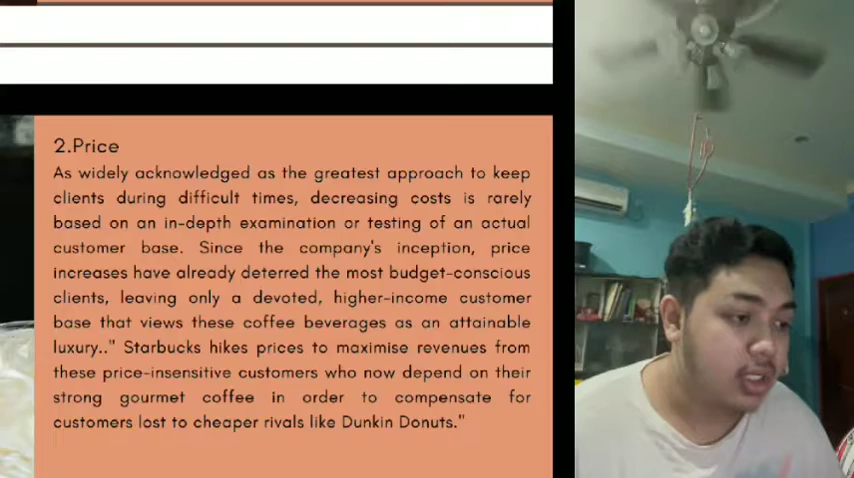 2.Price
As widely acknowledged as the greatest approach to keep
clients during difficult times, decreasing costs is rarely
based on an in-depth examination or testing of an actual
customer base. Since the company's inception, price
increases have already deterred the most budget-conscious
clients, leaving only a devoted, higher-income customer
base that views these coffee beverages as an attainable
luxury.." Starbucks hikes prices to maximise revenues from
these price-insensitive customers who now depend on their
strong gourmet coffee in order to compensate for
customers lost to cheaper rivals like Dunkin Donuts."